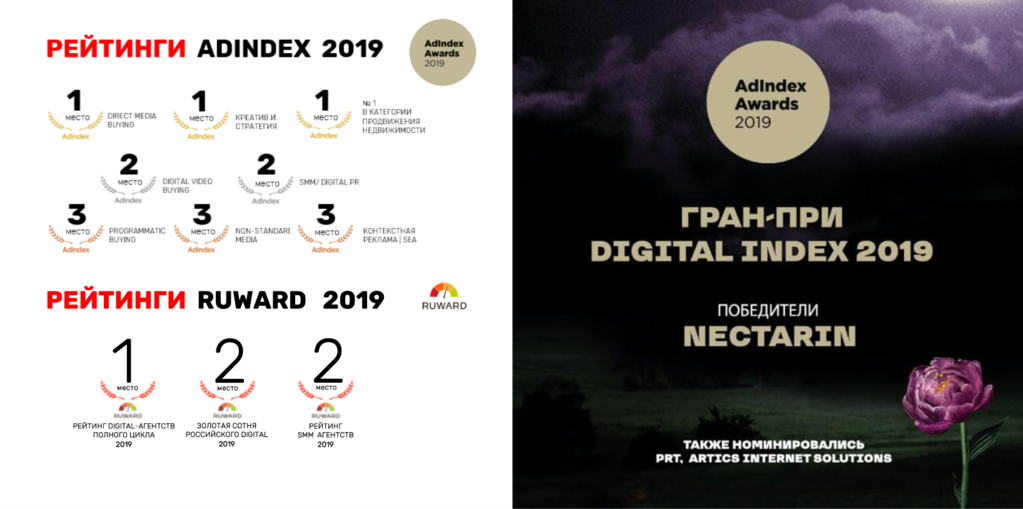 РЕЙТИНГИ ADINDEX 2019
AdIndex
Awards
2019
1
место
AdIndex
DIRECT MEDIA
BUYING
1
место
AdIndex
КРЕАТИВ И
СТРАТЕГИЯ
1
место
AdIndex
№ 1
В КАТЕГОРИИ
ПРОДВИЖЕНИЯ
НЕДВИЖИМОСТИ
2
место
AdIndex
DIGITAL VIDEO
BUYING
2
место
AdIndex
SMM/ DIGITAL PR
3
место
AdIndex
PROGRAMMATIC
BUYING
3
место
AdIndex
NON-STANDARD
MEDIA
3
место
AdIndex
КОНТЕКСТНАЯ
РЕКЛАМА | SEA
РЕЙТИНГИ RUWARD 2019
RUWARD
1
место
RUWARD
РЕЙТИНГ DIGITAL-АГЕНТСТВ
ПОЛНОГО ЦИКЛА
2019
2
место
RUWARD
ЗОЛОТАЯ СОТНЯ
РОССИЙСКОГО DIGITAL
2019
2
место
RUWARD
РЕЙТИНГ
SMM АГЕНТСТВ
2019
AdIndex
Awards
2019
ГРАН-ПРИ
DIGITAL INDEX 2019
ПОБЕДИТЕЛИ
NECTARIN
ТАКЖЕ НОМИНИРОВАЛИСЬ
PRT, ARTICS INTERNET SOLUTIONS